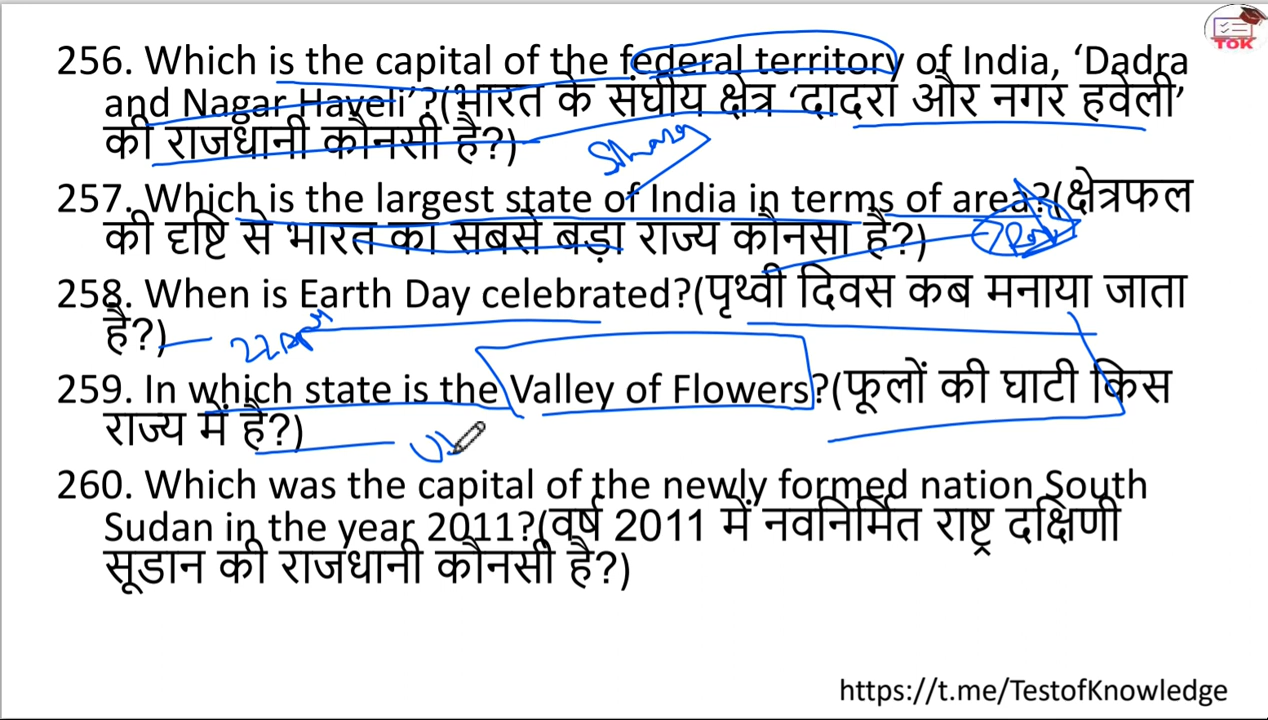 TOK
256. Which is the capital of the federal territory of India, ‘Dadra
and Nagar Haveli’?(भारत के संघीय क्षेत्र ‘दादरा और नगर हवेली’
की राजधानी कौनसी है?)
257. Which is the largest state of India in terms of area?(क्षेत्रफल
की दृष्टि से भारत का सबसे बड़ा राज्य कौनसा है?)
258. When is Earth Day celebrated?(पृथ्वी दिवस कब मनाया जाता
है?)
22 Apr
259. In which state is the Valley of Flowers?(फूलों की घाटी किस
राज्य में है?)
260. Which was the capital of the newly formed nation South
Sudan in the year 2011?(वर्ष 2011 में नवनिर्मित राष्ट्र दक्षिणी
सूडान की राजधानी कौनसी है?)
https://t.me/TestofKnowledge